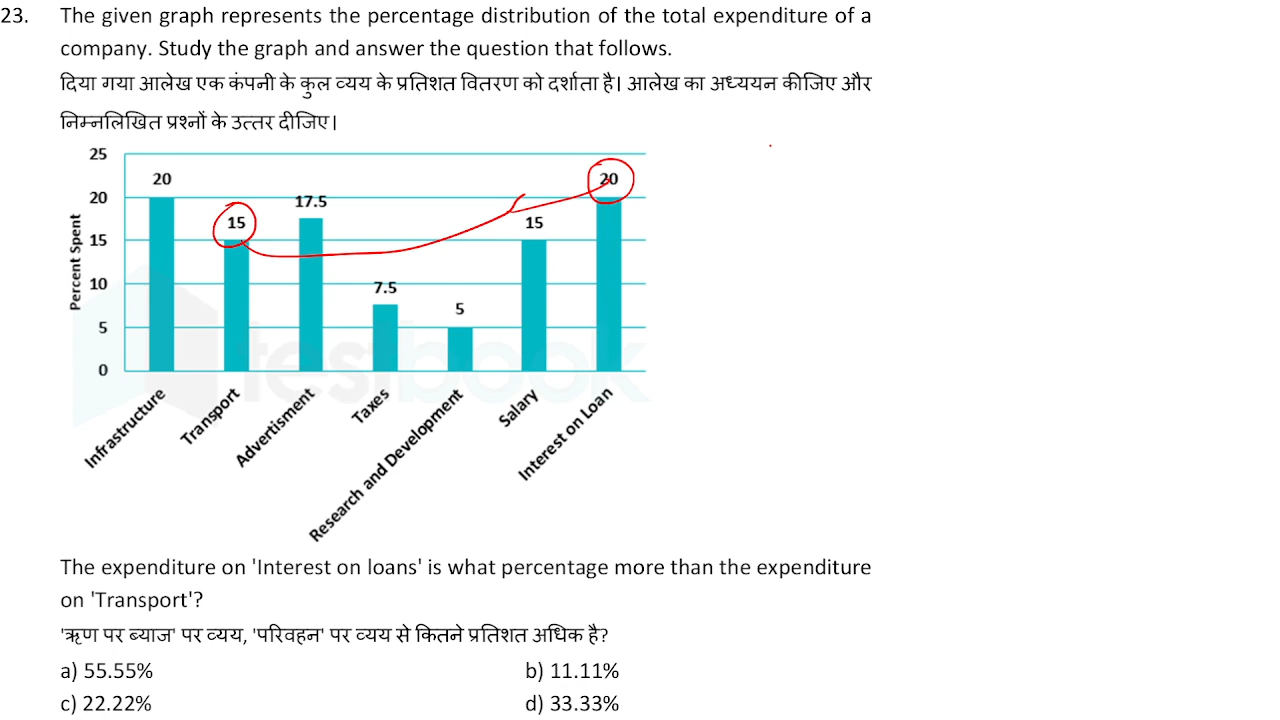 23. The given graph represents the percentage distribution of the total expenditure of a
company. Study the graph and answer the question that follows.
दिया गया आलेख एक कंपनी के कुल व्यय के प्रतिशत वितरण को दर्शाता है। आलेख का अध्ययन कीजिए और
निम्नलिखित प्रश्नों के उत्तर दीजिए।
25
20
15
10
5
0
Percent Spent
20
15
17.5
7.5
5
15
20
testbook
Infrastructure
Transport
Advertisment
Taxes
Research and Development
Salary
Interest on Loan
The expenditure on 'Interest on loans' is what percentage more than the expenditure
on 'Transport'?
'ऋण पर ब्याज' पर व्यय, 'परिवहन' पर व्यय से कितने प्रतिशत अधिक है?
a) 55.55% b) 11.11%
c) 22.22% d) 33.33%